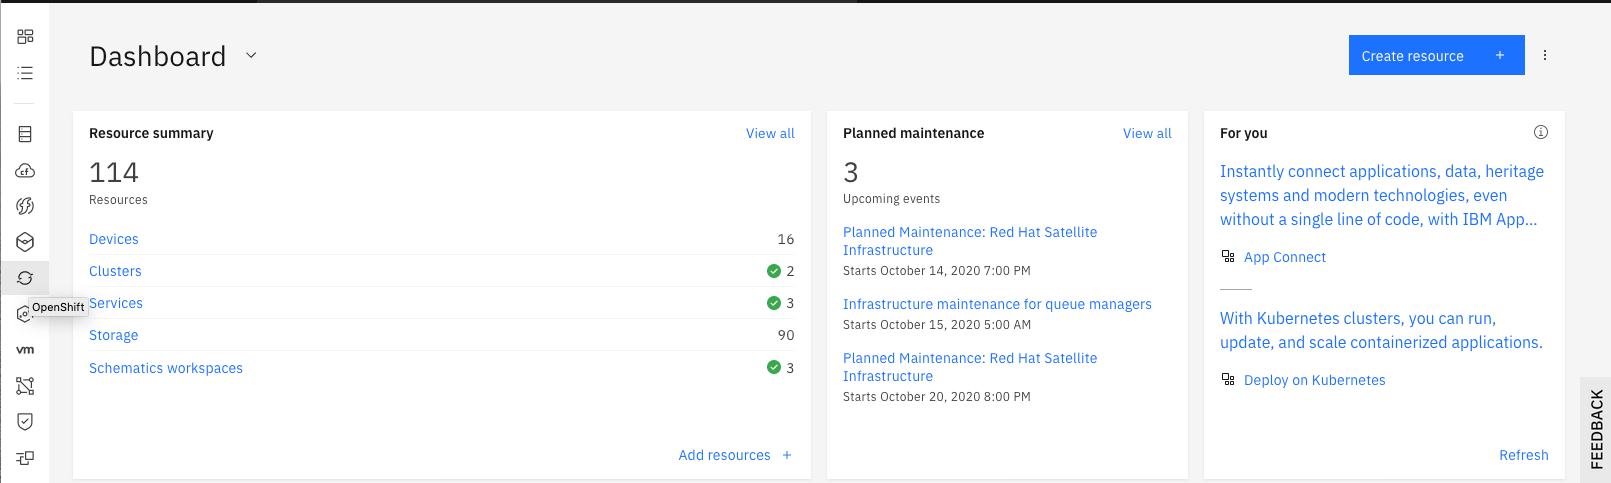 Dashboard
Create resource +
Resource summary
View all
114
Resources
Devices 16
Clusters 2
Services 3
Storage 90
Schematics workspaces 3
Add resources +
Planned maintenance
View all
3
Upcoming events
Planned Maintenance: Red Hat Satellite
Infrastructure
Starts October 14, 2020 7:00 PM
Infrastructure maintenance for queue managers
Starts October 15, 2020 5:00 AM
Planned Maintenance: Red Hat Satellite
Infrastructure
Starts October 20, 2020 8:00 PM
For you
Instantly connect applications, data, heritage
systems and modern technologies, even
without a single line of code, with IBM App...
App Connect
With Kubernetes clusters, you can run,
update, and scale containerized applications.
Deploy on Kubernetes
Refresh
cf
OpenShift
vm
FEEDBACK